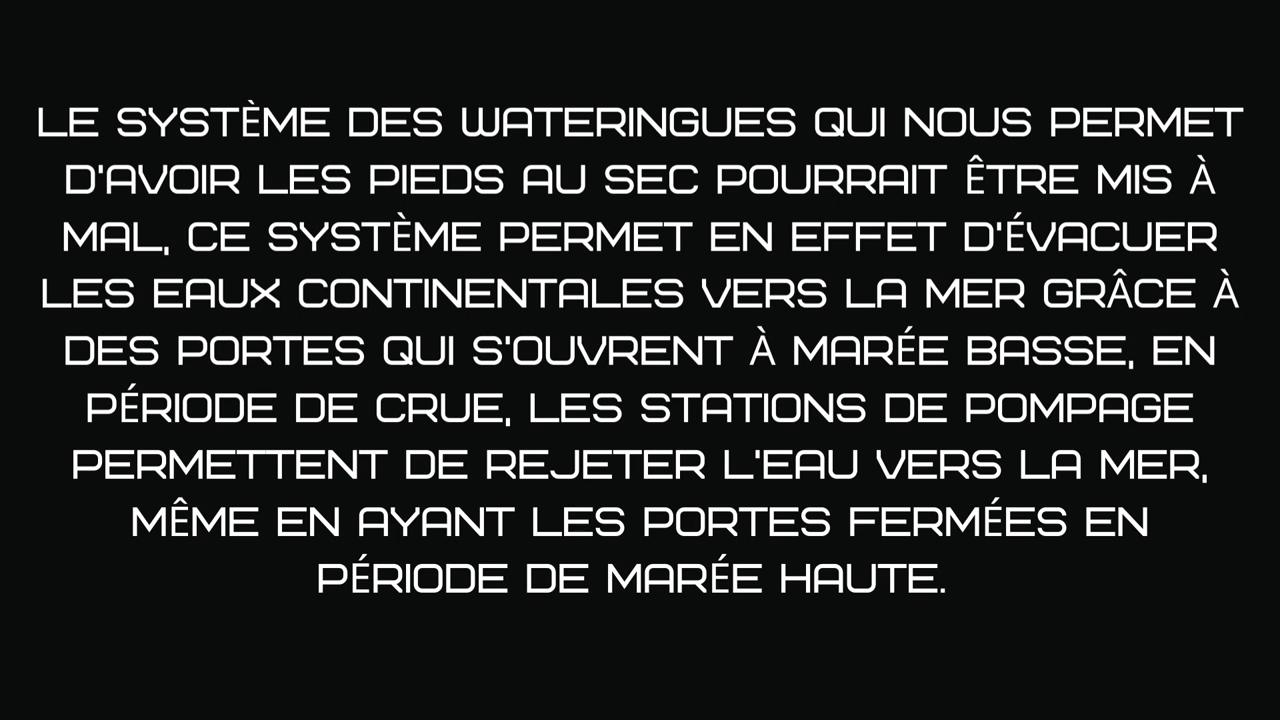 LE SYSTÈME DES WATERINGUES QUI NOUS PERMET
D'AVOIR LES PIEDS AU SEC POURRAIT ÊTRE MIS À
MAL, CE SYSTÈME PERMET EN EFFET D'ÉVACUER
LES EAUX CONTINENTALES VERS LA MER GRÂCE À
DES PORTES QUI S'OUVRENT À MARÉE BASSE, EN
PÉRIODE DE CRUE, LES STATIONS DE POMPAGE
PERMETTENT DE REJETER L'EAU VERS LA MER,
MÊME EN AYANT LES PORTES FERMÉES EN
PÉRIODE DE MARÉE HAUTE.